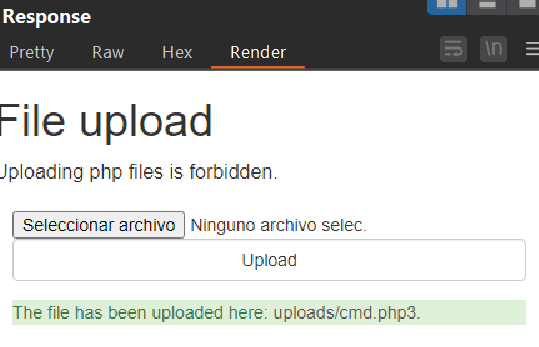 Response
Pretty Raw Hex Render
\n
File upload
Uploading php files is forbidden.
Seleccionar archivo Ninguno archivo selec.
Upload
The file has been uploaded here: uploads/cmd.php3.